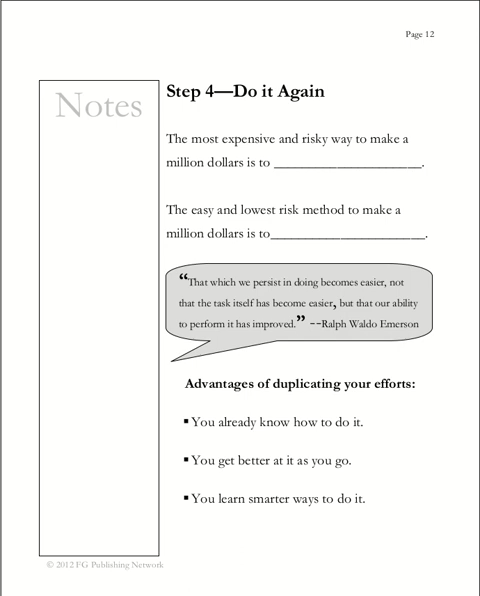 Page 12
Notes
Step 4—Do it Again
The most expensive and risky way to make a
million dollars is to ______________________.
The easy and lowest risk method to make a
million dollars is to_______________________.
“That which we persist in doing becomes easier, not
that the task itself has become easier, but that our ability
to perform it has improved.” --Ralph Waldo Emerson
Advantages of duplicating your efforts:
▪ You already know how to do it.
▪ You get better at it as you go.
▪ You learn smarter ways to do it.
© 2012 FG Publishing Network